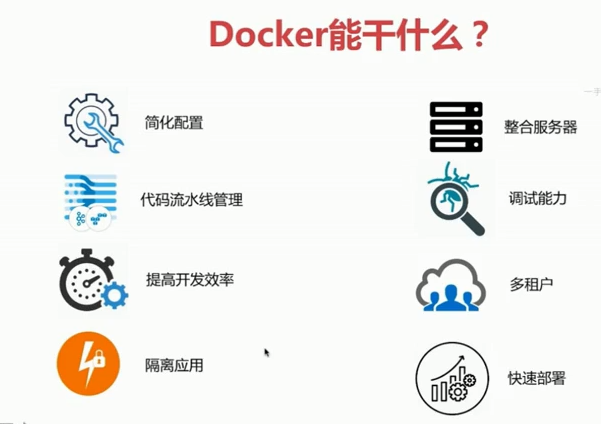 Docker能干什么？
简化配置
整合服务器
代码流水线管理
调试能力
提高开发效率
多租户
隔离应用
快速部署